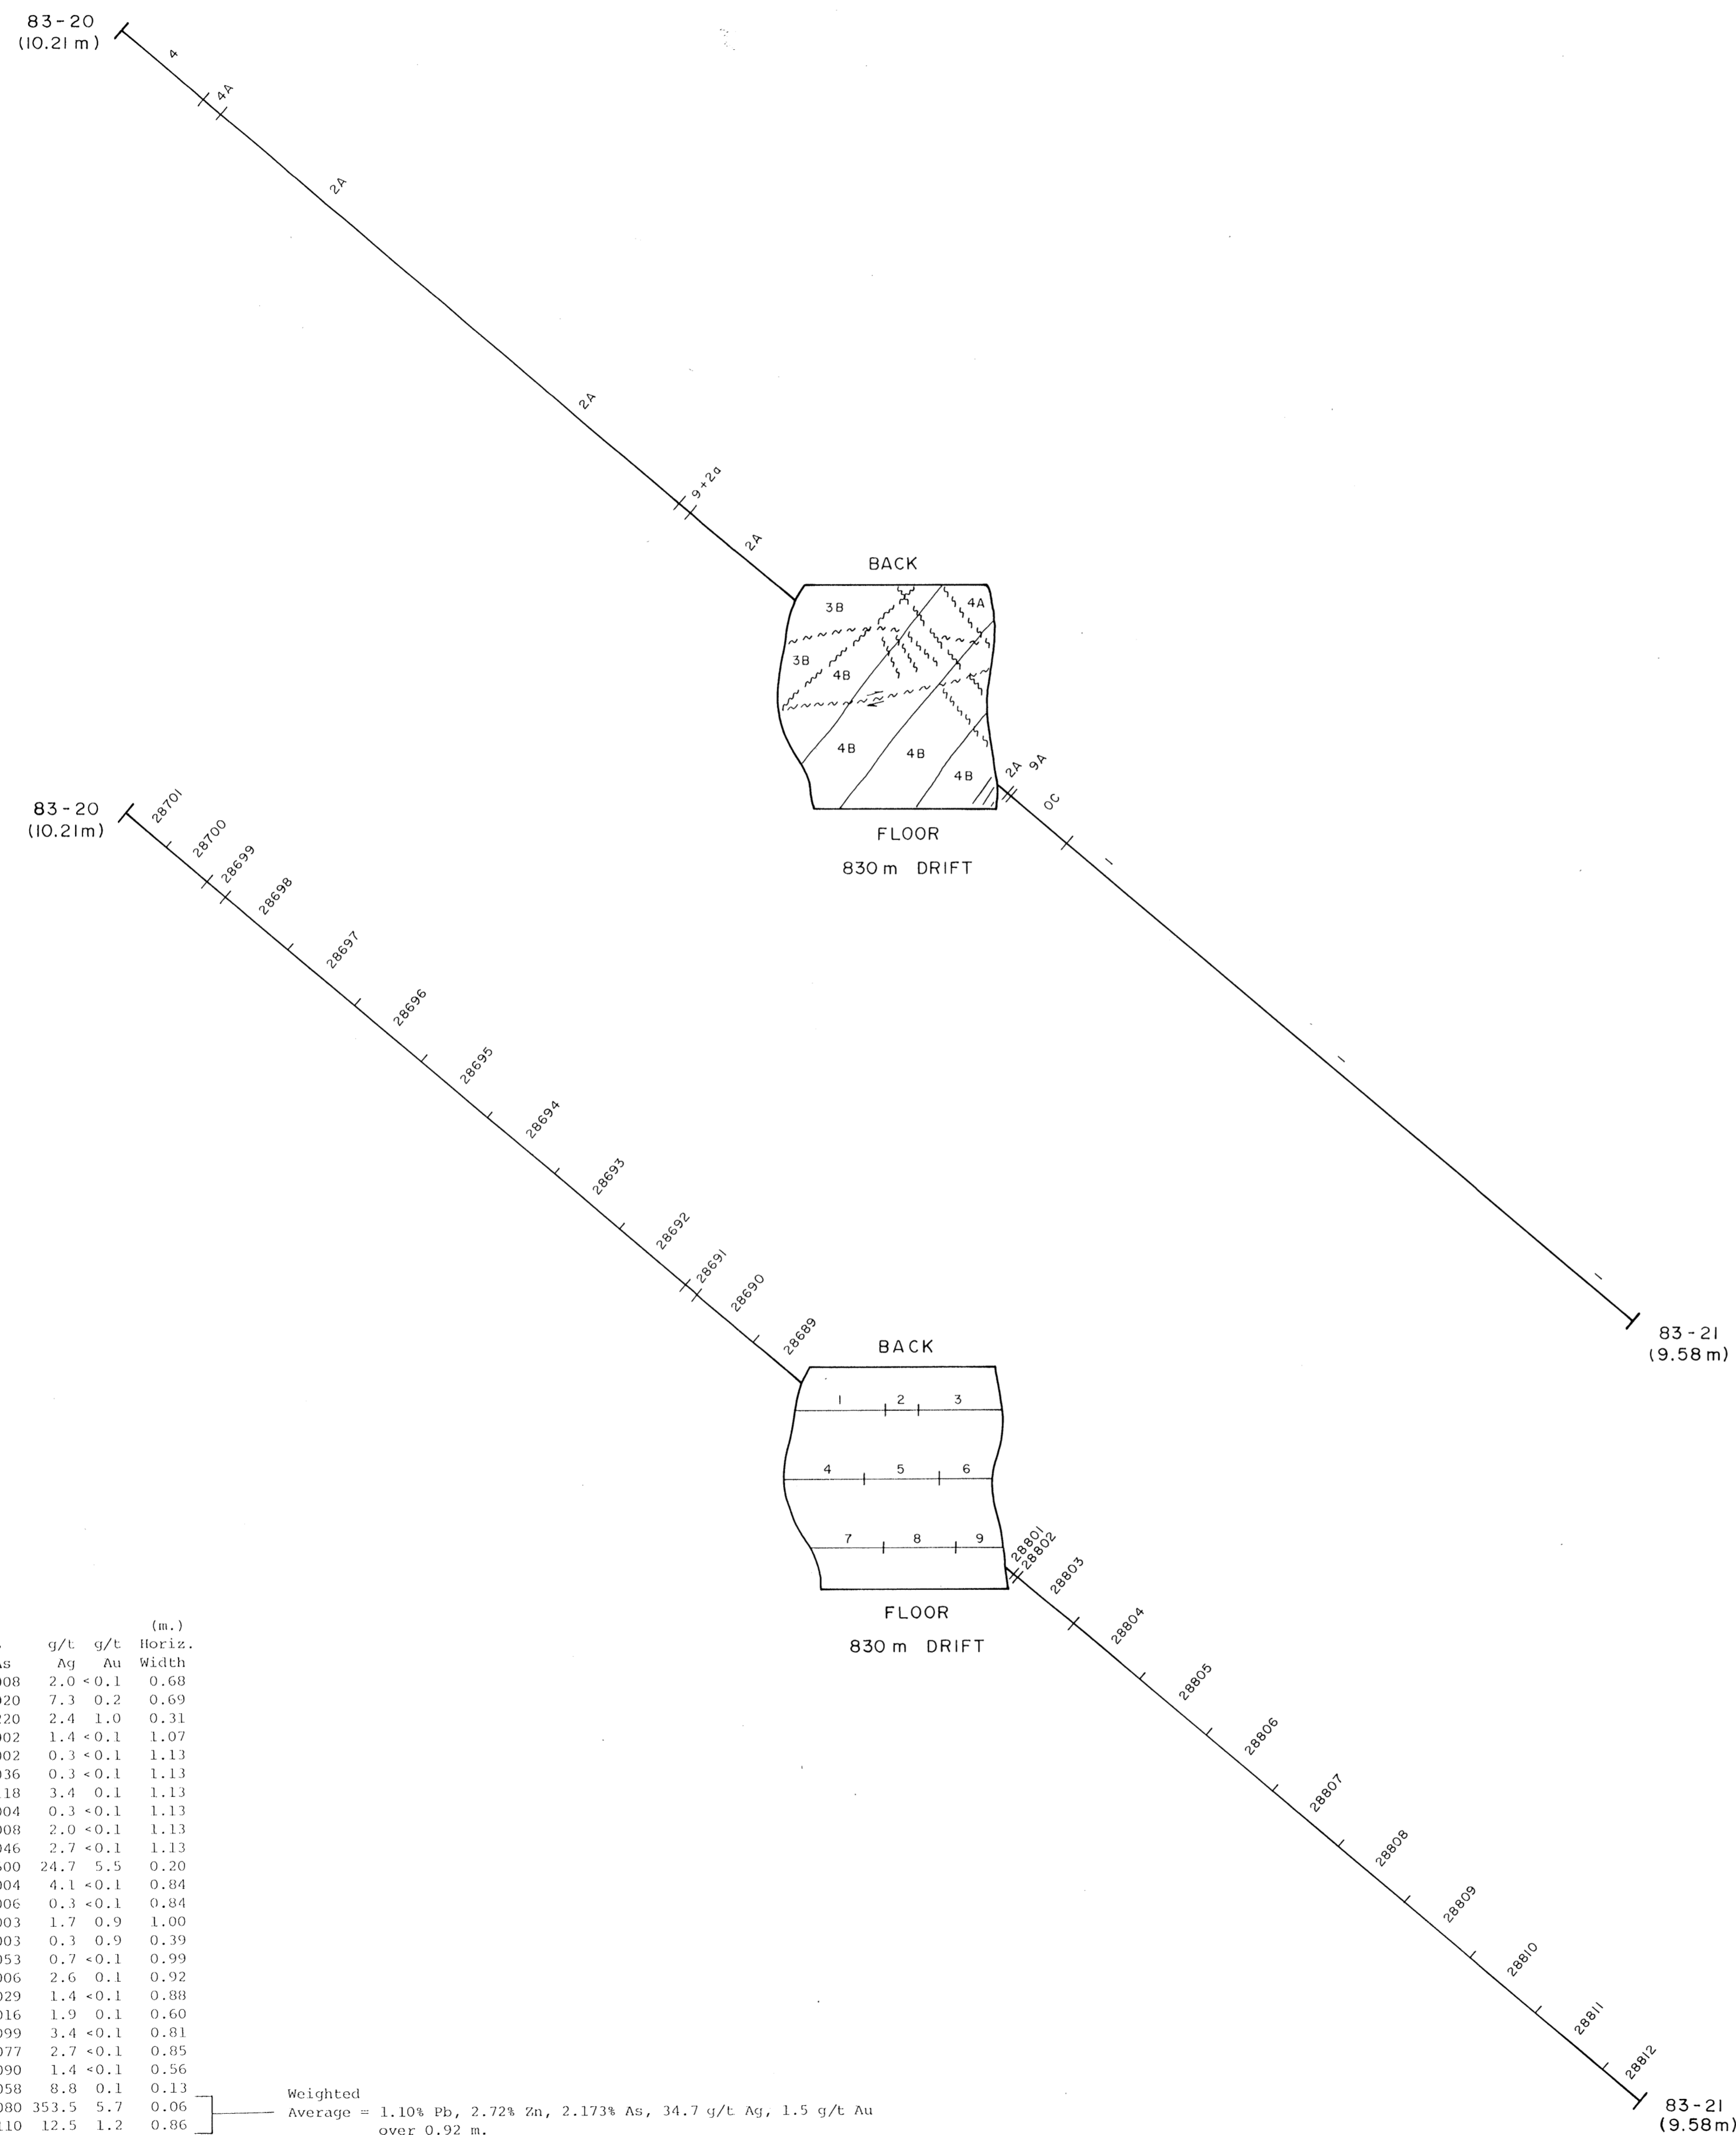 83-20
(10.21 m)
4
4A
2A
2A
9+2a
2A
BACK
3B
4A
3B
4B
4B
4B
4B
2A
9A
0C
FLOOR
830 m DRIFT
1
1
1
83-21
(9.58 m)
83-20
(10.21m)
28701
28700
28699
28698
28697
28696
28695
28694
28693
28692
28691
28690
28689
BACK
1 2 3
4 5 6
7 8 9
FLOOR
830 m DRIFT
28801
28802
28803
28804
28805
28806
28807
28808
28809
28810
28811
28812
83-21
(9.58m)
(m.)
g/t g/t Horiz.
Ag Au Width
2.0 <0.1 0.68
7.3 0.2 0.69
2.4 1.0 0.31
1.4 <0.1 1.07
0.3 <0.1 1.13
0.3 <0.1 1.13
3.4 0.1 1.13
0.3 <0.1 1.13
2.0 <0.1 1.13
2.7 <0.1 1.13
24.7 5.5 0.20
4.1 <0.1 0.84
0.3 <0.1 0.84
1.7 0.9 1.00
0.3 0.9 0.39
0.7 <0.1 0.99
2.6 0.1 0.92
1.4 <0.1 0.88
1.9 0.1 0.60
3.4 <0.1 0.81
2.7 <0.1 0.85
1.4 <0.1 0.56
8.8 0.1 0.13
353.5 5.7 0.06
12.5 1.2 0.86
Weighted
Average = 1.10% Pb, 2.72% Zn, 2.173% As, 34.7 g/t Ag, 1.5 g/t Au
over 0.92 m.